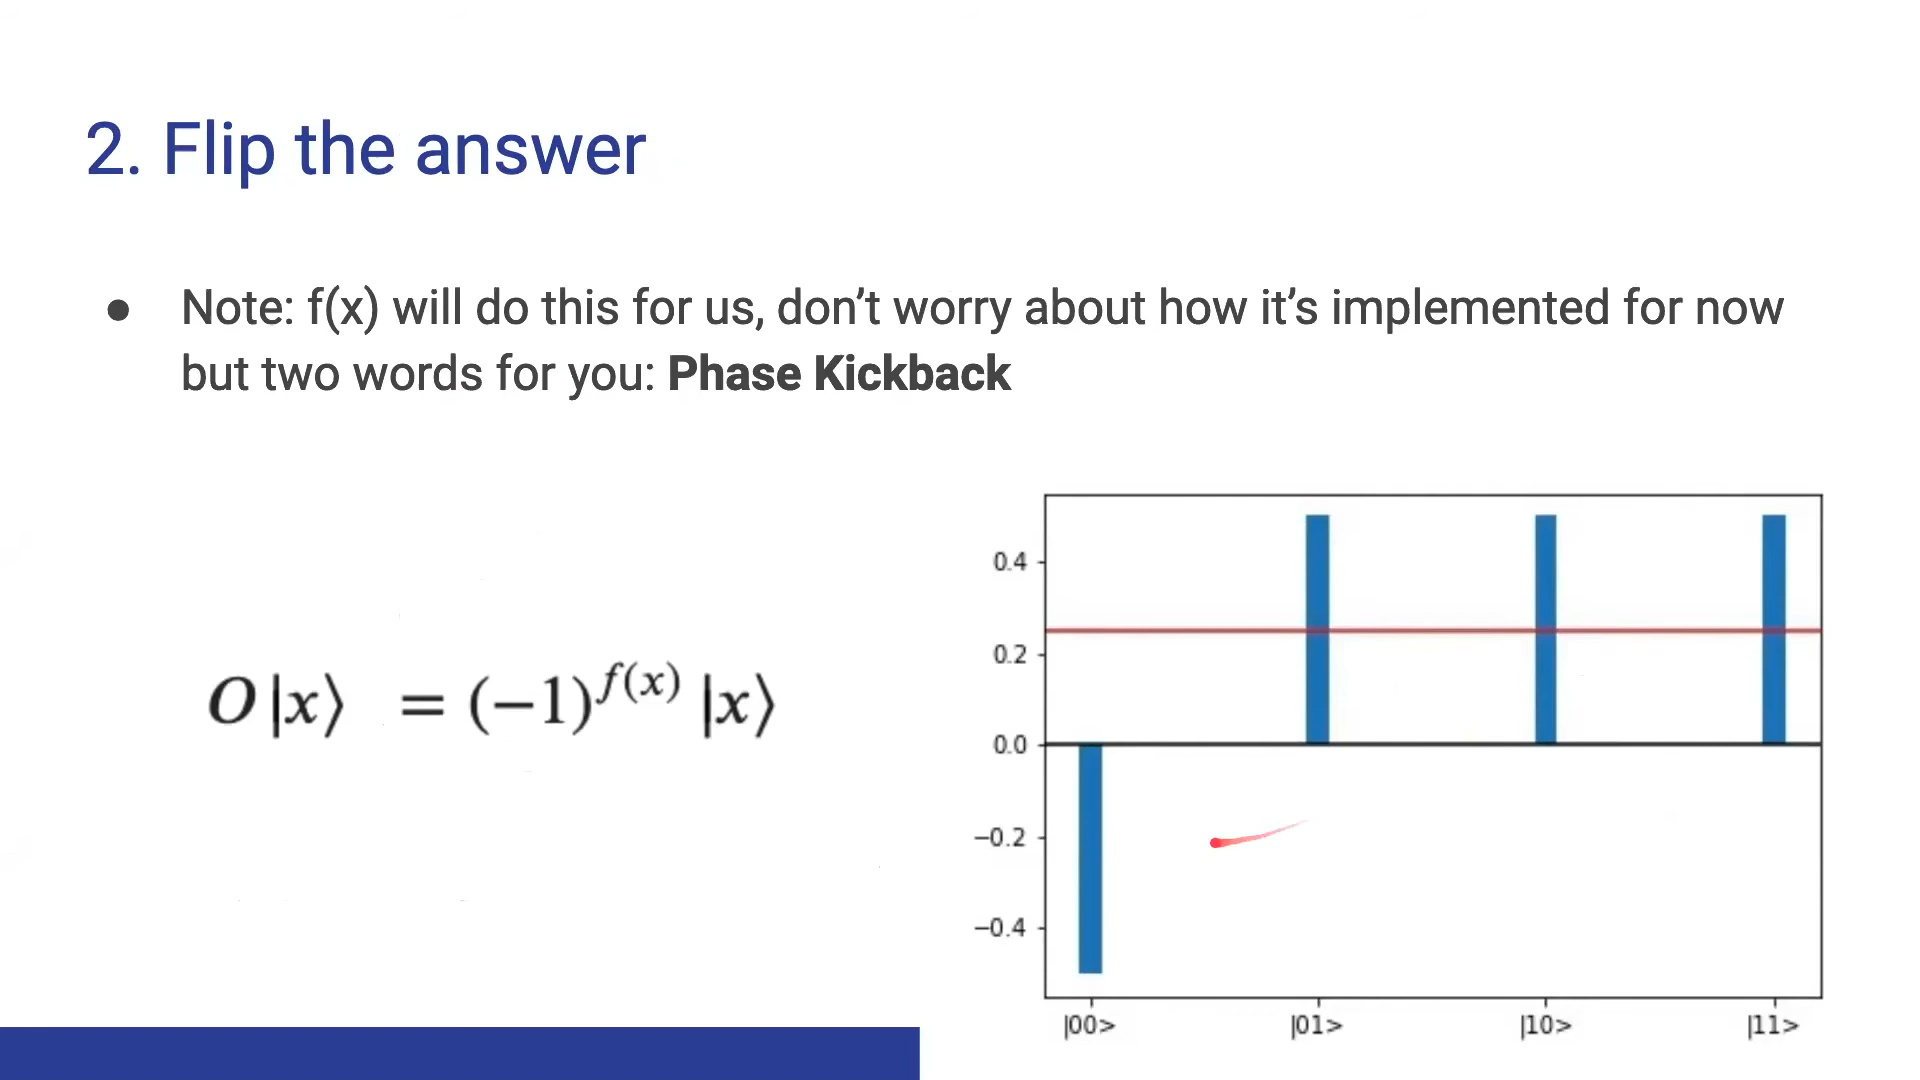 2. Flip the answer
● Note: f(x) will do this for us, don’t worry about how it’s implemented for now
but two words for you: Phase Kickback
O|x⟩ = (−1)^{f(x)} |x⟩
0.4
0.2
0.0
−0.2
−0.4
|00> |01> |10> |11>